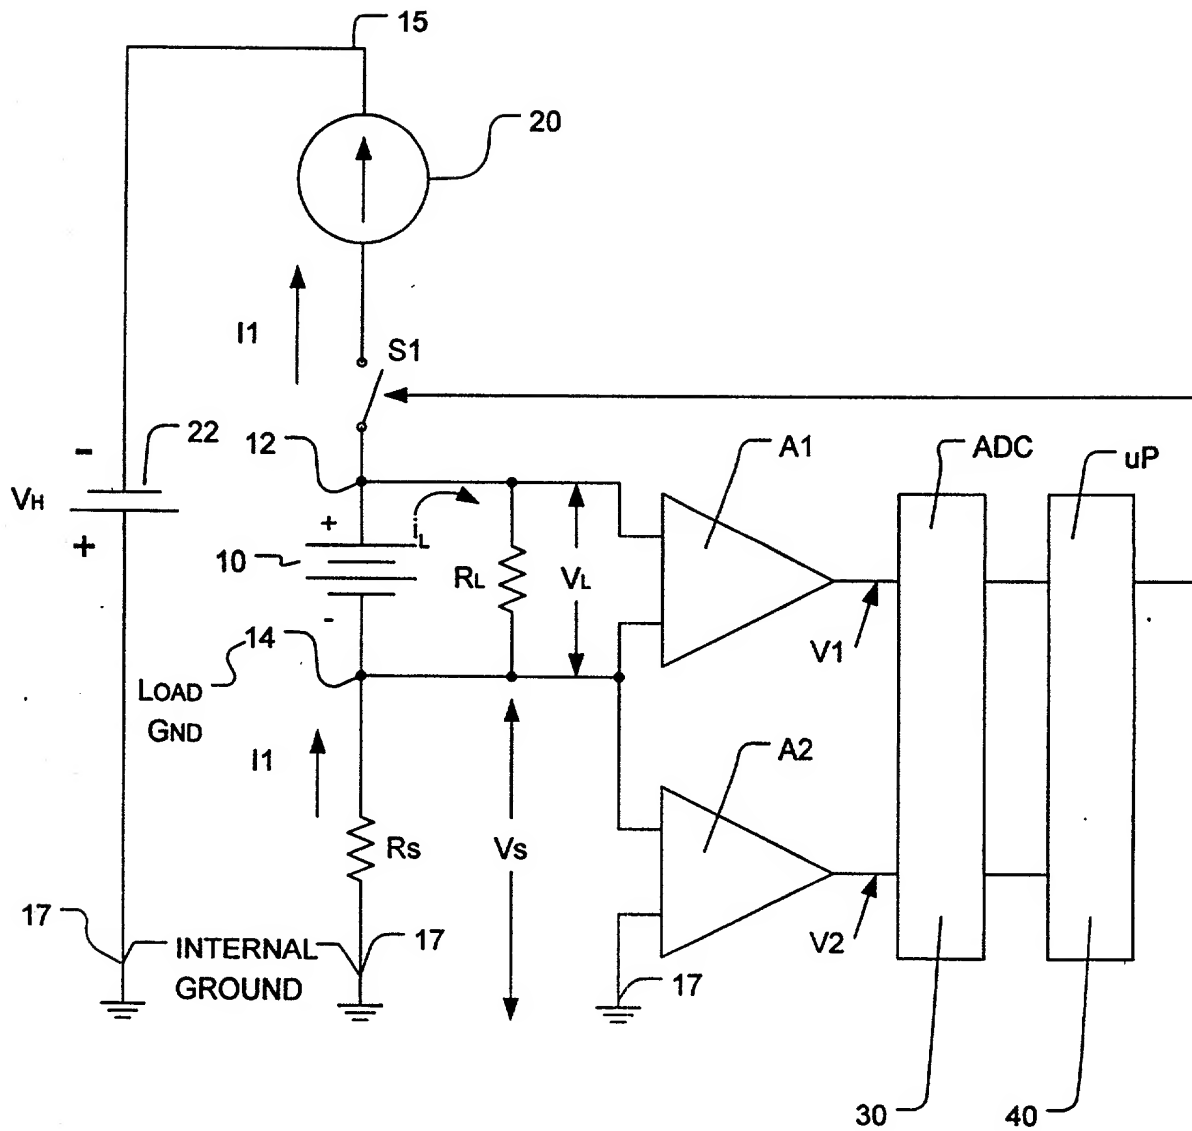 15
20
I1
S1
22
12
A1
ADC
uP
-
VH
+
+
iL
10
RL
VL
V1
-
14
LOAD
GND
I1
A2
Rs
Vs
17
INTERNAL
GROUND
17
V2
17
30
40